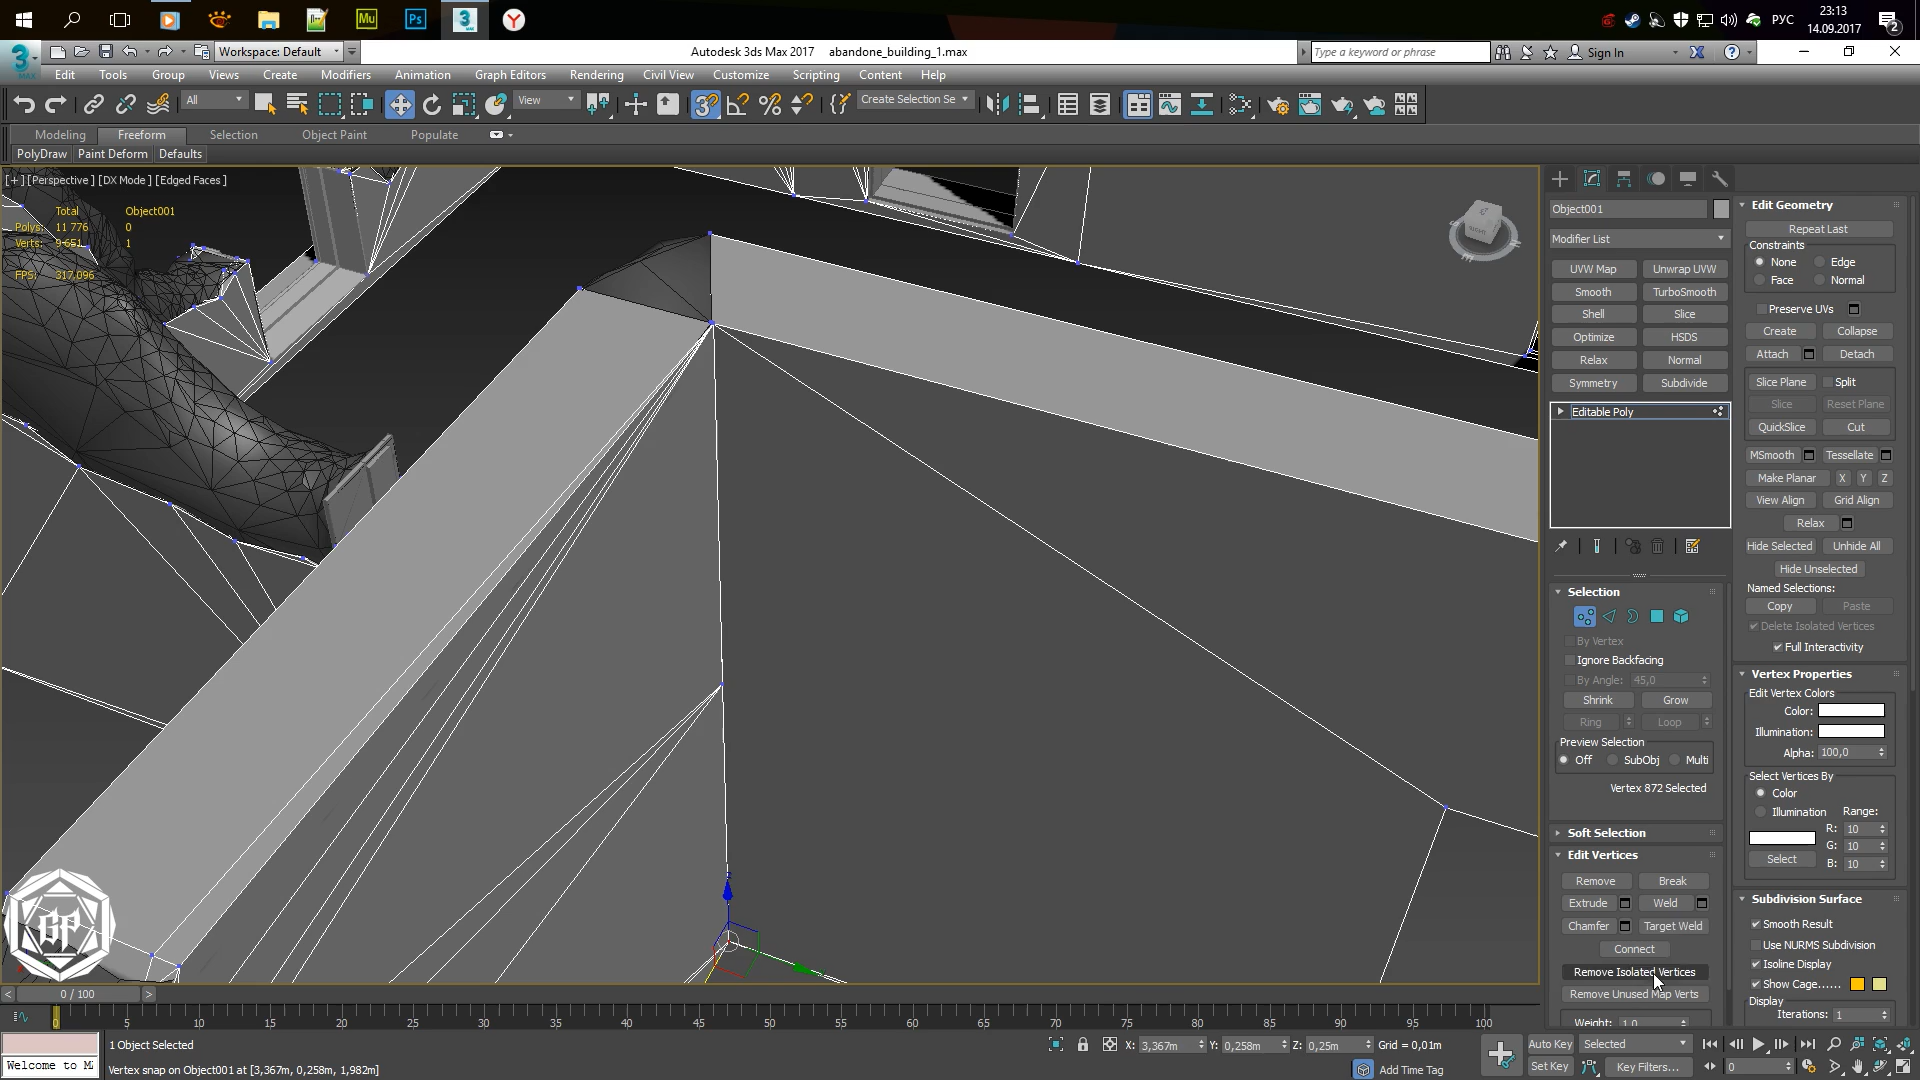 РУС
23:13
14.09.2017
2
Workspace: Default
Autodesk 3ds Max 2017 abandone_building_1.max
Type a keyword or phrase
Sign In
MAX
Edit Tools Group Views Create Modifiers Animation Graph Editors Rendering Civil View Customize Scripting Content Help
All
View
Create Selection Se
Modeling Freeform Selection Object Paint Populate
PolyDraw Paint Deform Defaults
[+] [Perspective] [DX Mode] [Edged Faces]
Total Object001
Polys: 11 776 0
Verts: 9 651 1
FPS: 317,096
GP
Object001
Modifier List
UVW Map Unwrap UVW
Smooth TurboSmooth
Shell Slice
Optimize HSDS
Relax Normal
Symmetry Subdivide
Editable Poly
Selection
By Vertex
Ignore Backfacing
By Angle: 45,0
Shrink Grow
Ring Loop
Preview Selection
Off SubObj Multi
Vertex 872 Selected
Soft Selection
Edit Vertices
Remove Break
Extrude Weld
Chamfer Target Weld
Connect
Remove Isolated Vertices
Remove Unused Map Verts
Weight: 1,0
Edit Geometry
Repeat Last
Constraints
None Edge
Face Normal
Preserve UVs
Create Collapse
Attach Detach
Slice Plane Split
Slice Reset Plane
QuickSlice Cut
MSmooth Tessellate
Make Planar X Y Z
View Align Grid Align
Relax
Hide Selected Unhide All
Hide Unselected
Named Selections:
Copy Paste
Delete Isolated Vertices
Full Interactivity
Vertex Properties
Edit Vertex Colors
Color:
Illumination:
Alpha: 100,0
Select Vertices By
Color
Illumination Range:
R: 10
G: 10
Select B: 10
Subdivision Surface
Smooth Result
Use NURMS Subdivision
Isoline Display
Show Cage......
Display
Iterations: 1
0 / 100
0 5 10 15 20 25 30 35 40 45 50 55 60 65 70 75 80 85 90 95 100
1 Object Selected
X: 3,367m Y: 0,258m Z: 0,25m Grid = 0,01m
Auto Key Selected
Welcome to M
Vertex snap on Object001 at [3,367m, 0,258m, 1,982m]
Add Time Tag
Set Key Key Filters... 0